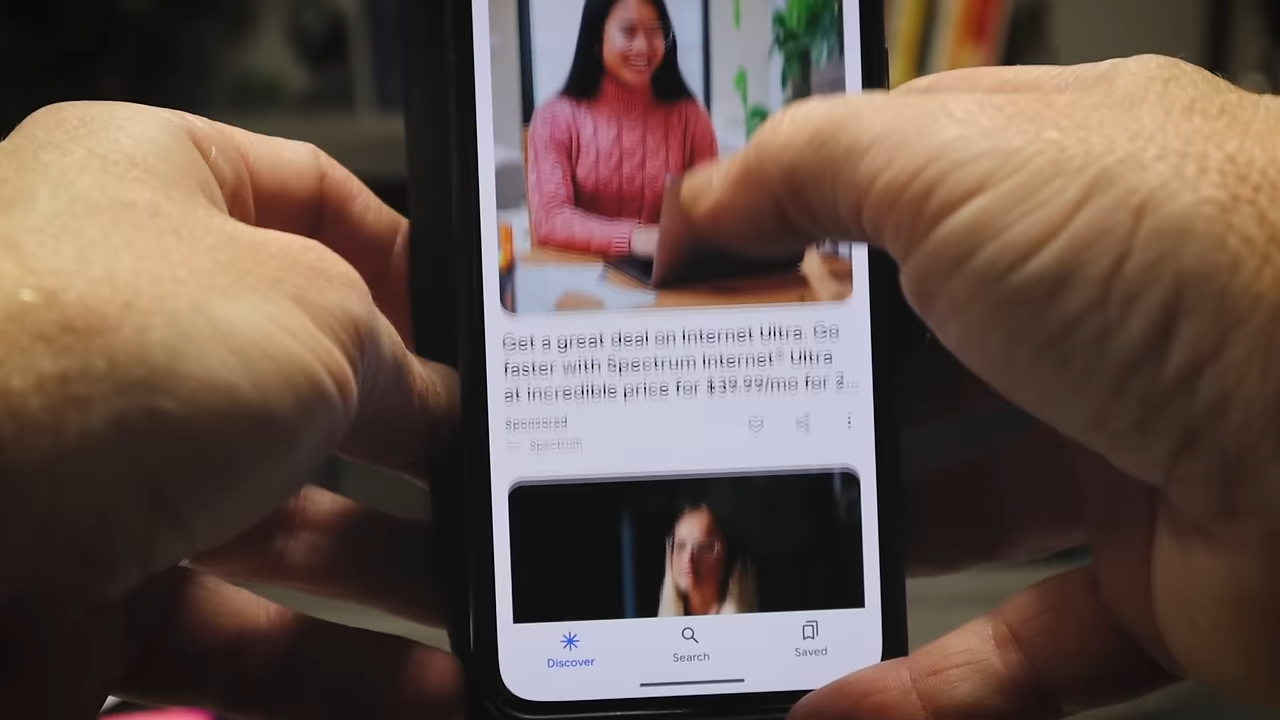 Get a great deal on Internet Ultra. Go
faster with Spectrum Internet® Ultra
at incredible price for $39.99/mo for 2...
Sponsored
Spectrum
Discover
Search
Saved